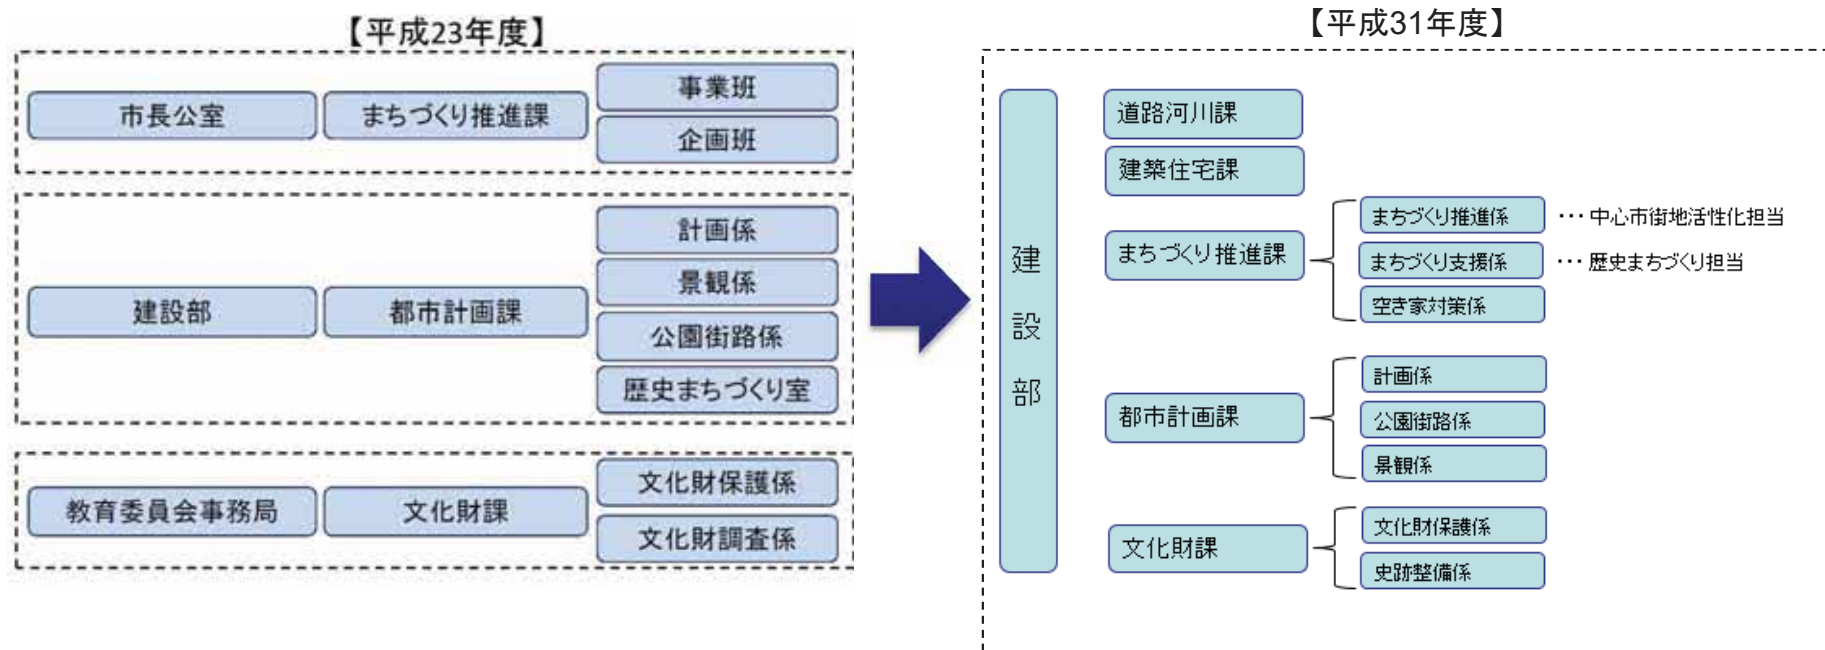 【平成23年度】
市長公室
まちづくり推進課
事業班
企画班
建設部
都市計画課
計画係
景観係
公園街路係
歴史まちづくり室
教育委員会事務局
文化財課
文化財保護係
文化財調査係
【平成31年度】
建設部
道路河川課
建築住宅課
まちづくり推進課
まちづくり推進係 ・・・中心市街地活性化担当
まちづくり支援係 ・・・歴史まちづくり担当
空き家対策係
都市計画課
計画係
公園街路係
景観係
文化財課
文化財保護係
史跡整備係